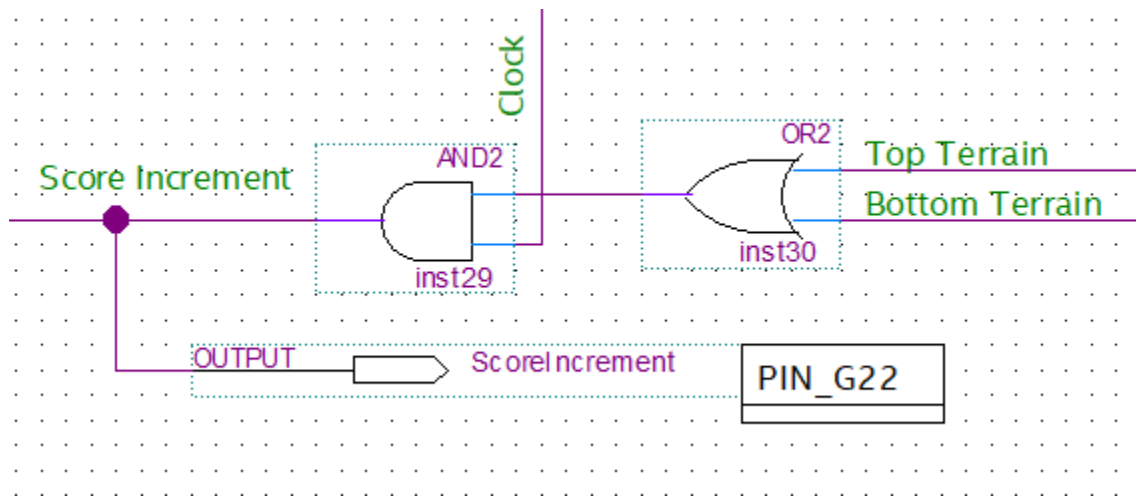 Clock
OR2
AND2
Top Terrain
Score Increment
Bottom Terrain
inst30
inst29
OUTPUT
ScoreIncrement
PIN_G22